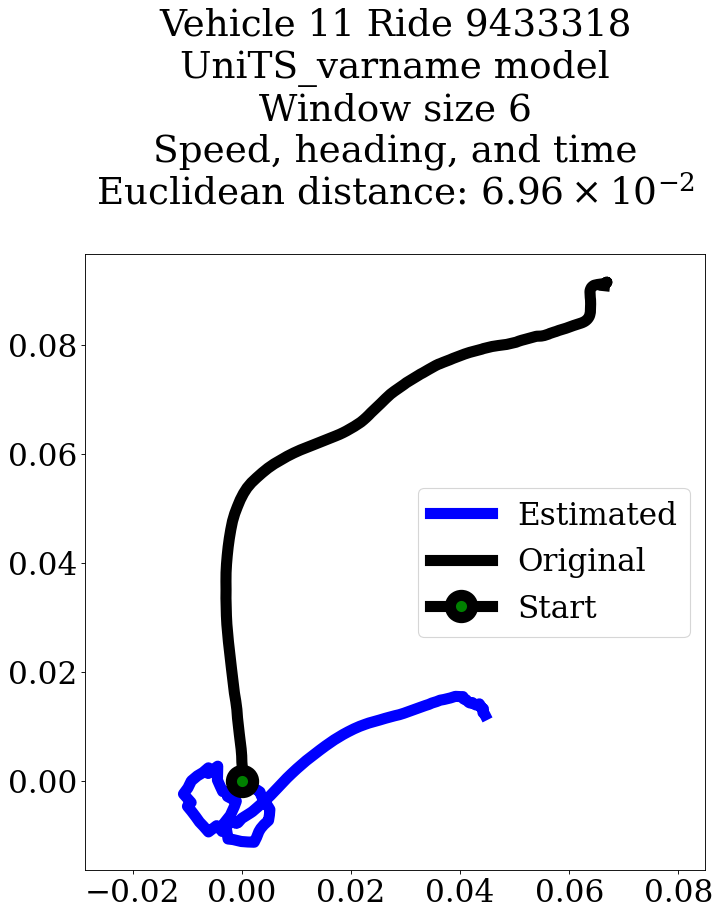 Vehicle 11 Ride 9433318
UniTS_varname model
Window size 6
Speed, heading, and time
Euclidean distance: 6.96 × 10⁻²
0.08
0.06
0.04
0.02
0.00
Estimated
Original
Start
−0.02 0.00 0.02 0.04 0.06 0.08